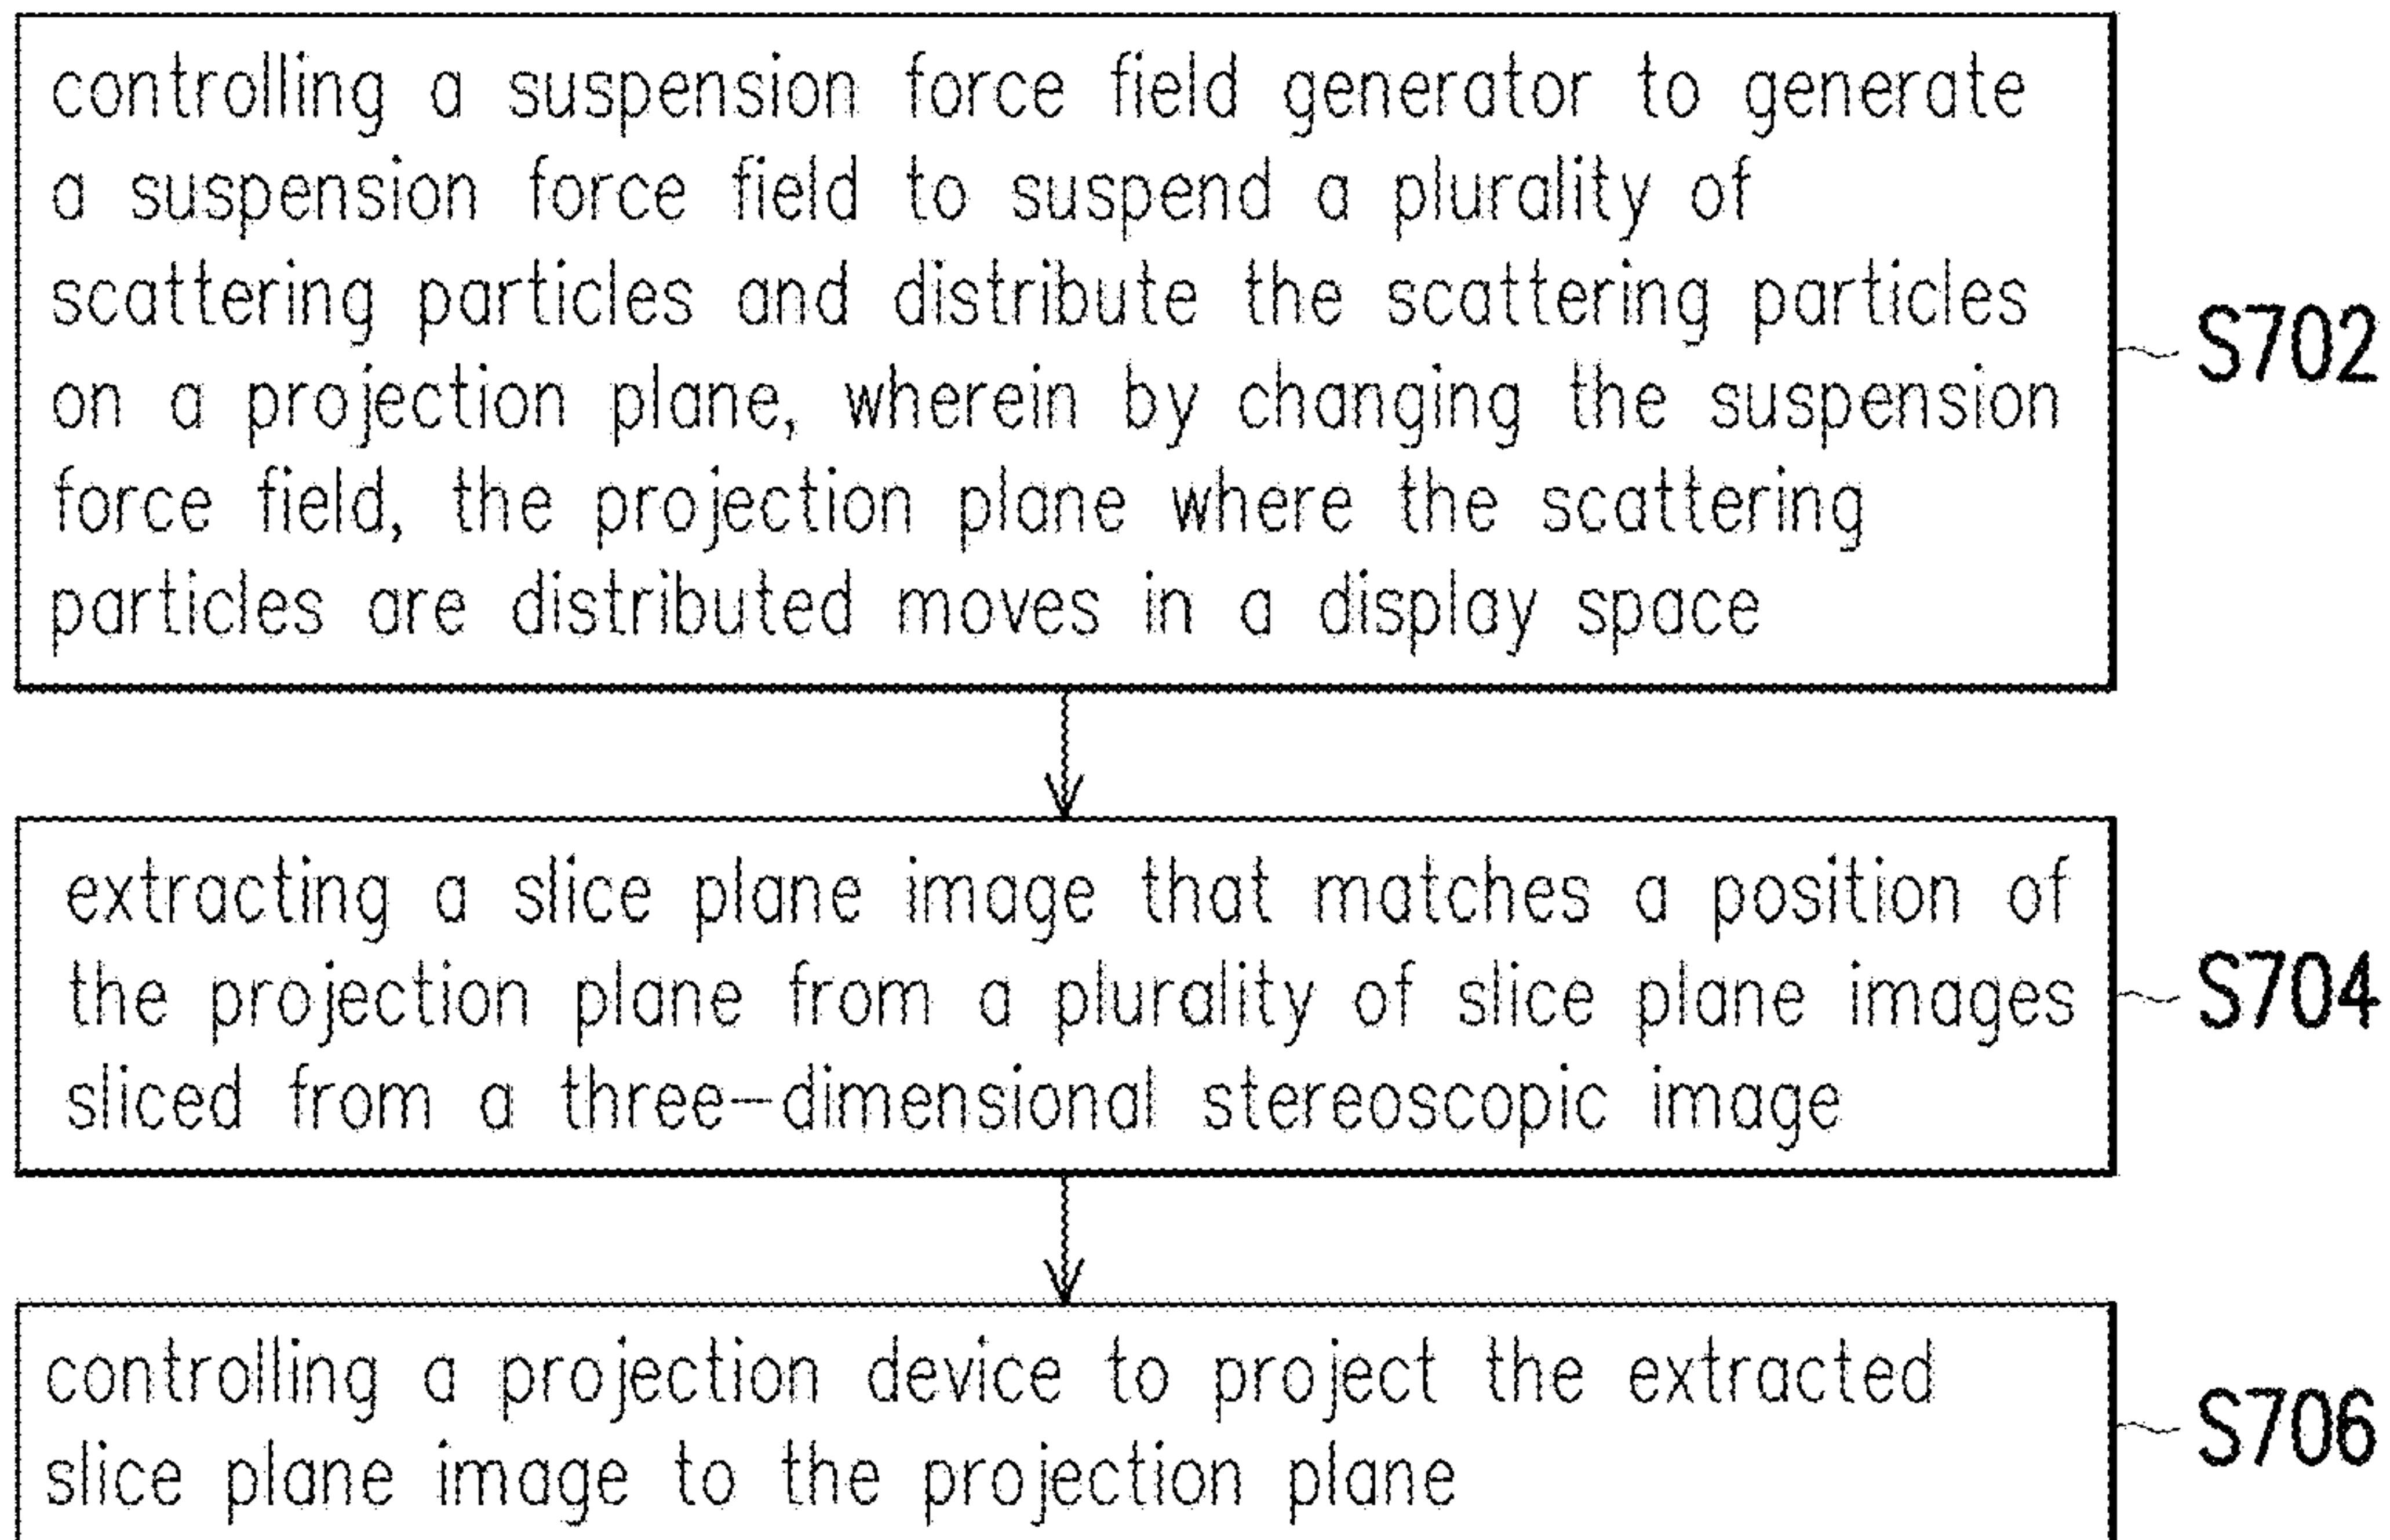 controlling a suspension force field generator to generate
a suspension force field to suspend a plurality of
scattering particles and distribute the scattering particles
on a projection plane, wherein by changing the suspension
force field, the projection plane where the scattering
particles are distributed moves in a display space
S702
extracting a slice plane image that matches a position of
the projection plane from a plurality of slice plane images
sliced from a three-dimensional stereoscopic image
S704
controlling a projection device to project the extracted
slice plane image to the projection plane
S706